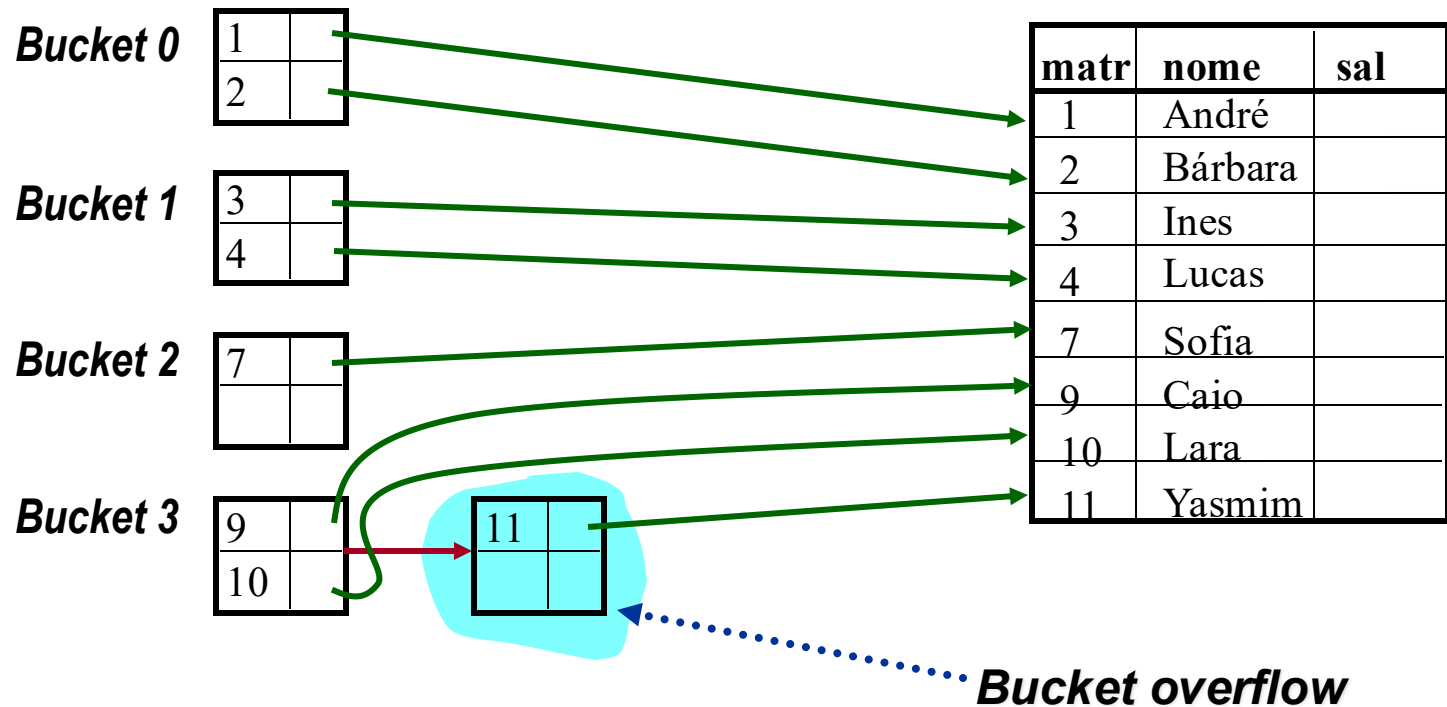 Bucket 0
1
2
Bucket 1
3
4
Bucket 2
7
Bucket 3
9
10
11
Bucket overflow
matr nome sal
1 André
2 Bárbara
3 Ines
4 Lucas
7 Sofia
9 Caio
10 Lara
11 Yasmim